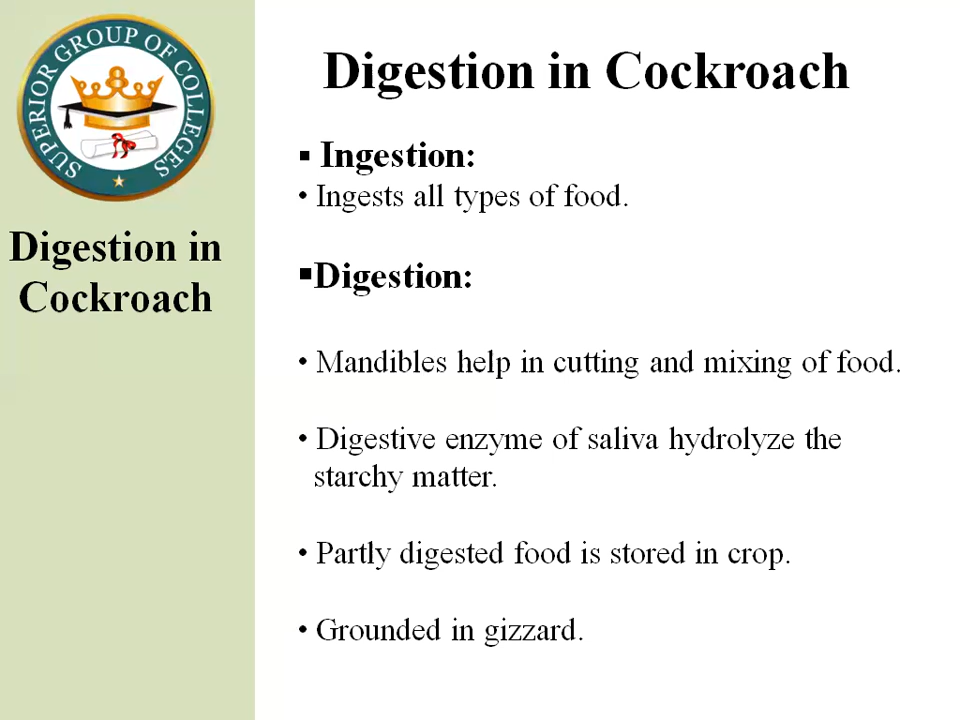 SUPERIOR GROUP OF COLLEGES
Digestion in
Cockroach
Digestion in Cockroach
▪ Ingestion:
• Ingests all types of food.
▪Digestion:
• Mandibles help in cutting and mixing of food.
• Digestive enzyme of saliva hydrolyze the
starchy matter.
• Partly digested food is stored in crop.
• Grounded in gizzard.